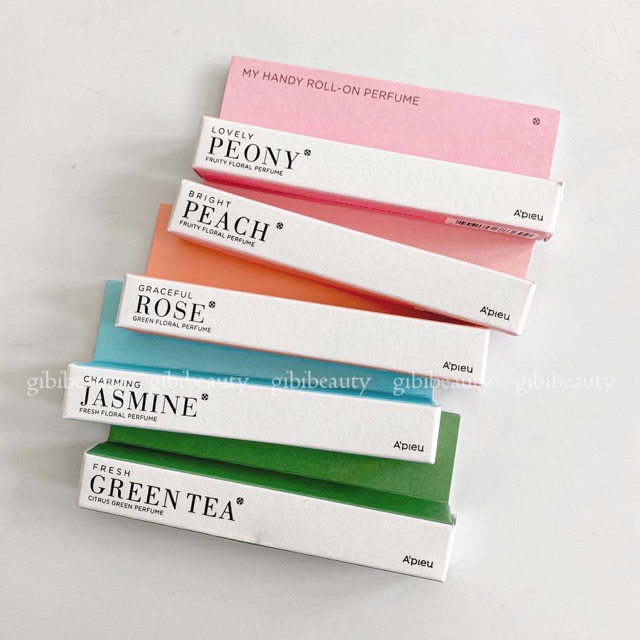 MY HANDY ROLL-ON PERFUME
LOVELY
PEONY
FRUITY FLORAL PERFUME
A'pieu
BRIGHT
PEACH
FRUITY FLORAL PERFUME
A'pieu
GRACEFUL
ROSE
GREEN FLORAL PERFUME
A'pieu
gibibeauty gibibeauty gibibeauty gibibeauty gibibeauty
CHARMING
JASMINE
FRESH FLORAL PERFUME
A'pieu
FRESH
GREEN TEA
CITRUS GREEN PERFUME
A'pieu